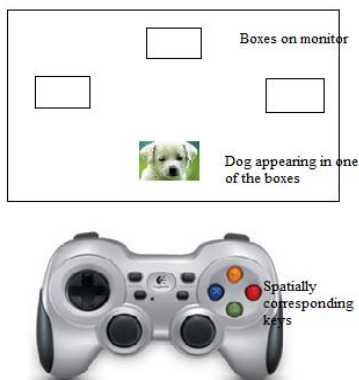 Boxes on monitor
Dog appearing in one
of the boxes
Spatially
corresponding
keys